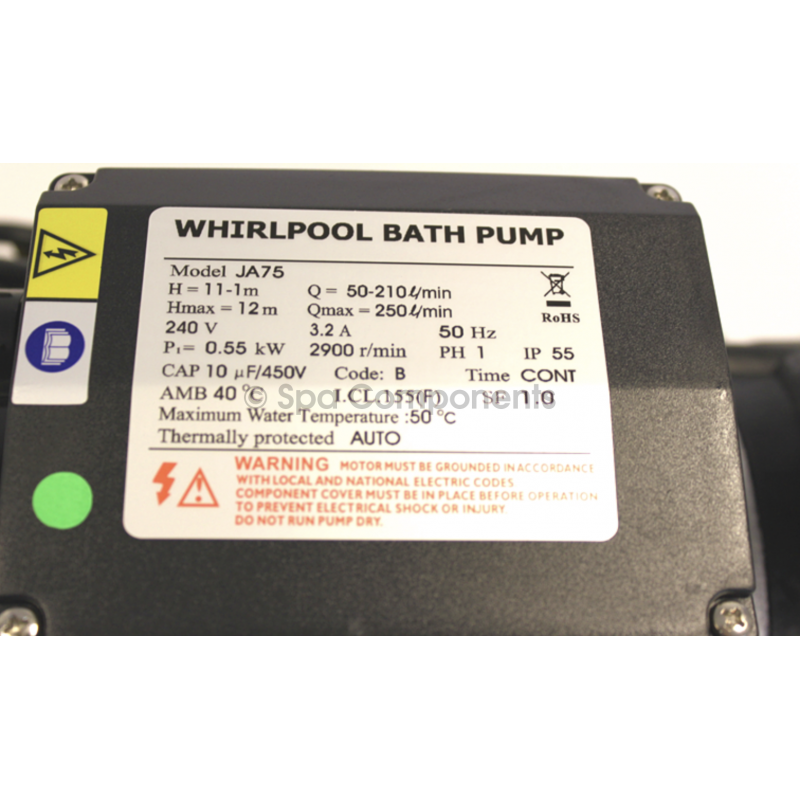 WHIRLPOOL BATH PUMP
Model JA75
H = 11-1m Q = 50-210ℓ/min
Hmax = 12m Qmax = 250ℓ/min
RoHS
240 V 3.2 A 50 Hz
P₁= 0.55 kW 2900 r/min PH 1 IP 55
CAP 10 µF/450V Code: B Time CONT
AMB 40 °C I.CL.155(F) SF 1.0
© Spa Components
Maximum Water Temperature :50 °C
Thermally protected AUTO
WARNING MOTOR MUST BE GROUNDED IN ACCORDANCE
WITH LOCAL AND NATIONAL ELECTRIC CODES
COMPONENT COVER MUST BE IN PLACE BEFORE OPERATION
TO PREVENT ELECTRICAL SHOCK OR INJURY
DO NOT RUN PUMP DRY.